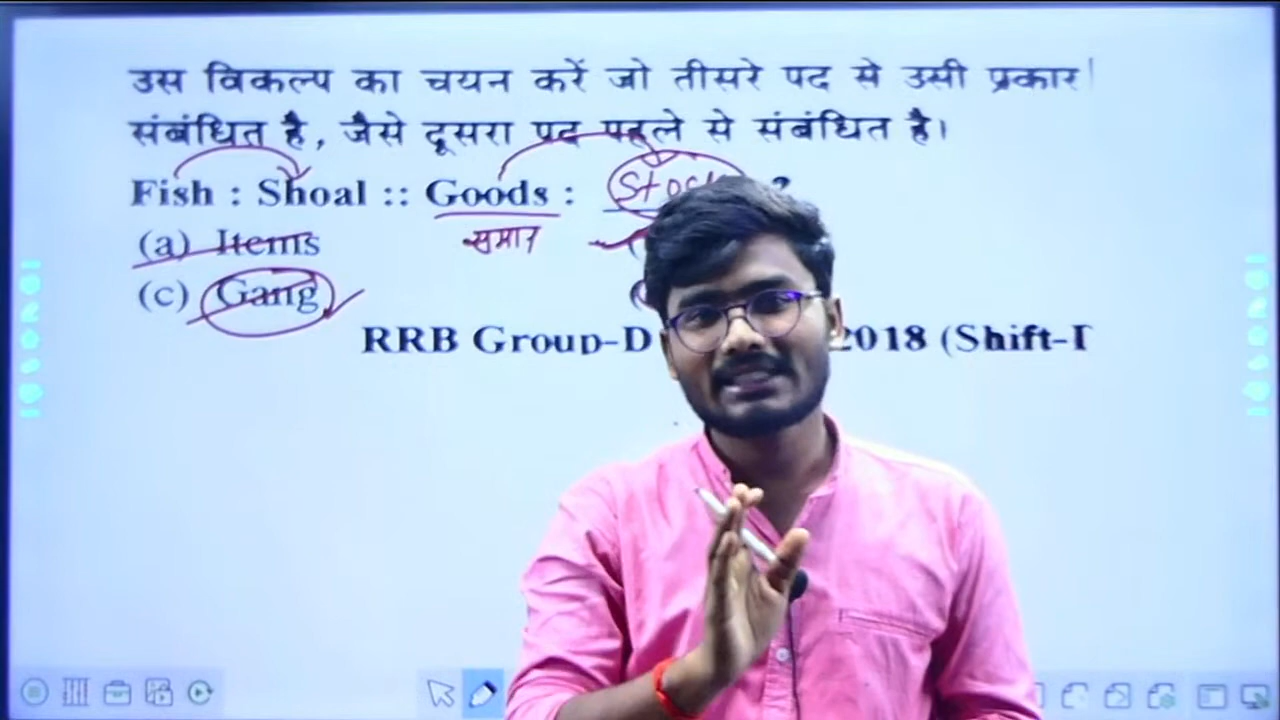 उस विकल्प का चयन करें जो तीसरे पद से उसी प्रकार
संबंधित है, जैसे दूसरा पद पहले से संबंधित है।
Fish : Shoal :: Goods : ?
समान
(a) Items
(c) Gang
RRB Group-D 2018 (Shift-I